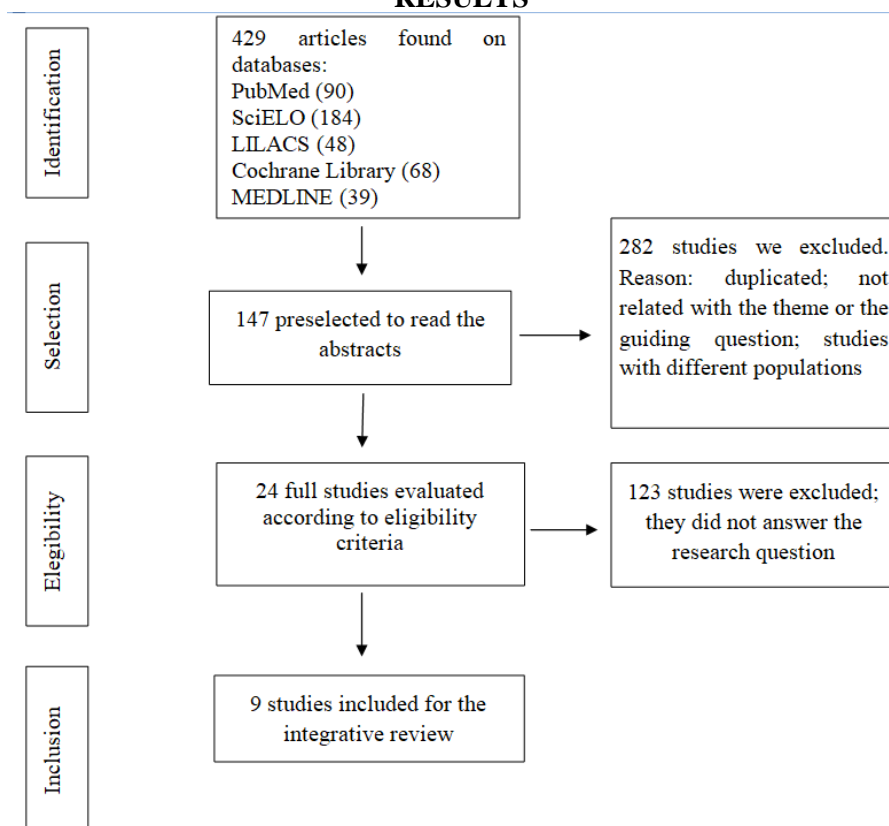 RESULTS
Identification
429 articles found on
databases:
PubMed (90)
SciELO (184)
LILACS (48)
Cochrane Library (68)
MEDLINE (39)
Selection
147 preselected to read the
abstracts
282 studies we excluded.
Reason: duplicated; not
related with the theme or the
guiding question; studies
with different populations
Elegibility
24 full studies evaluated
according to eligibility
criteria
123 studies were excluded;
they did not answer the
research question
Inclusion
9 studies included for the
integrative review